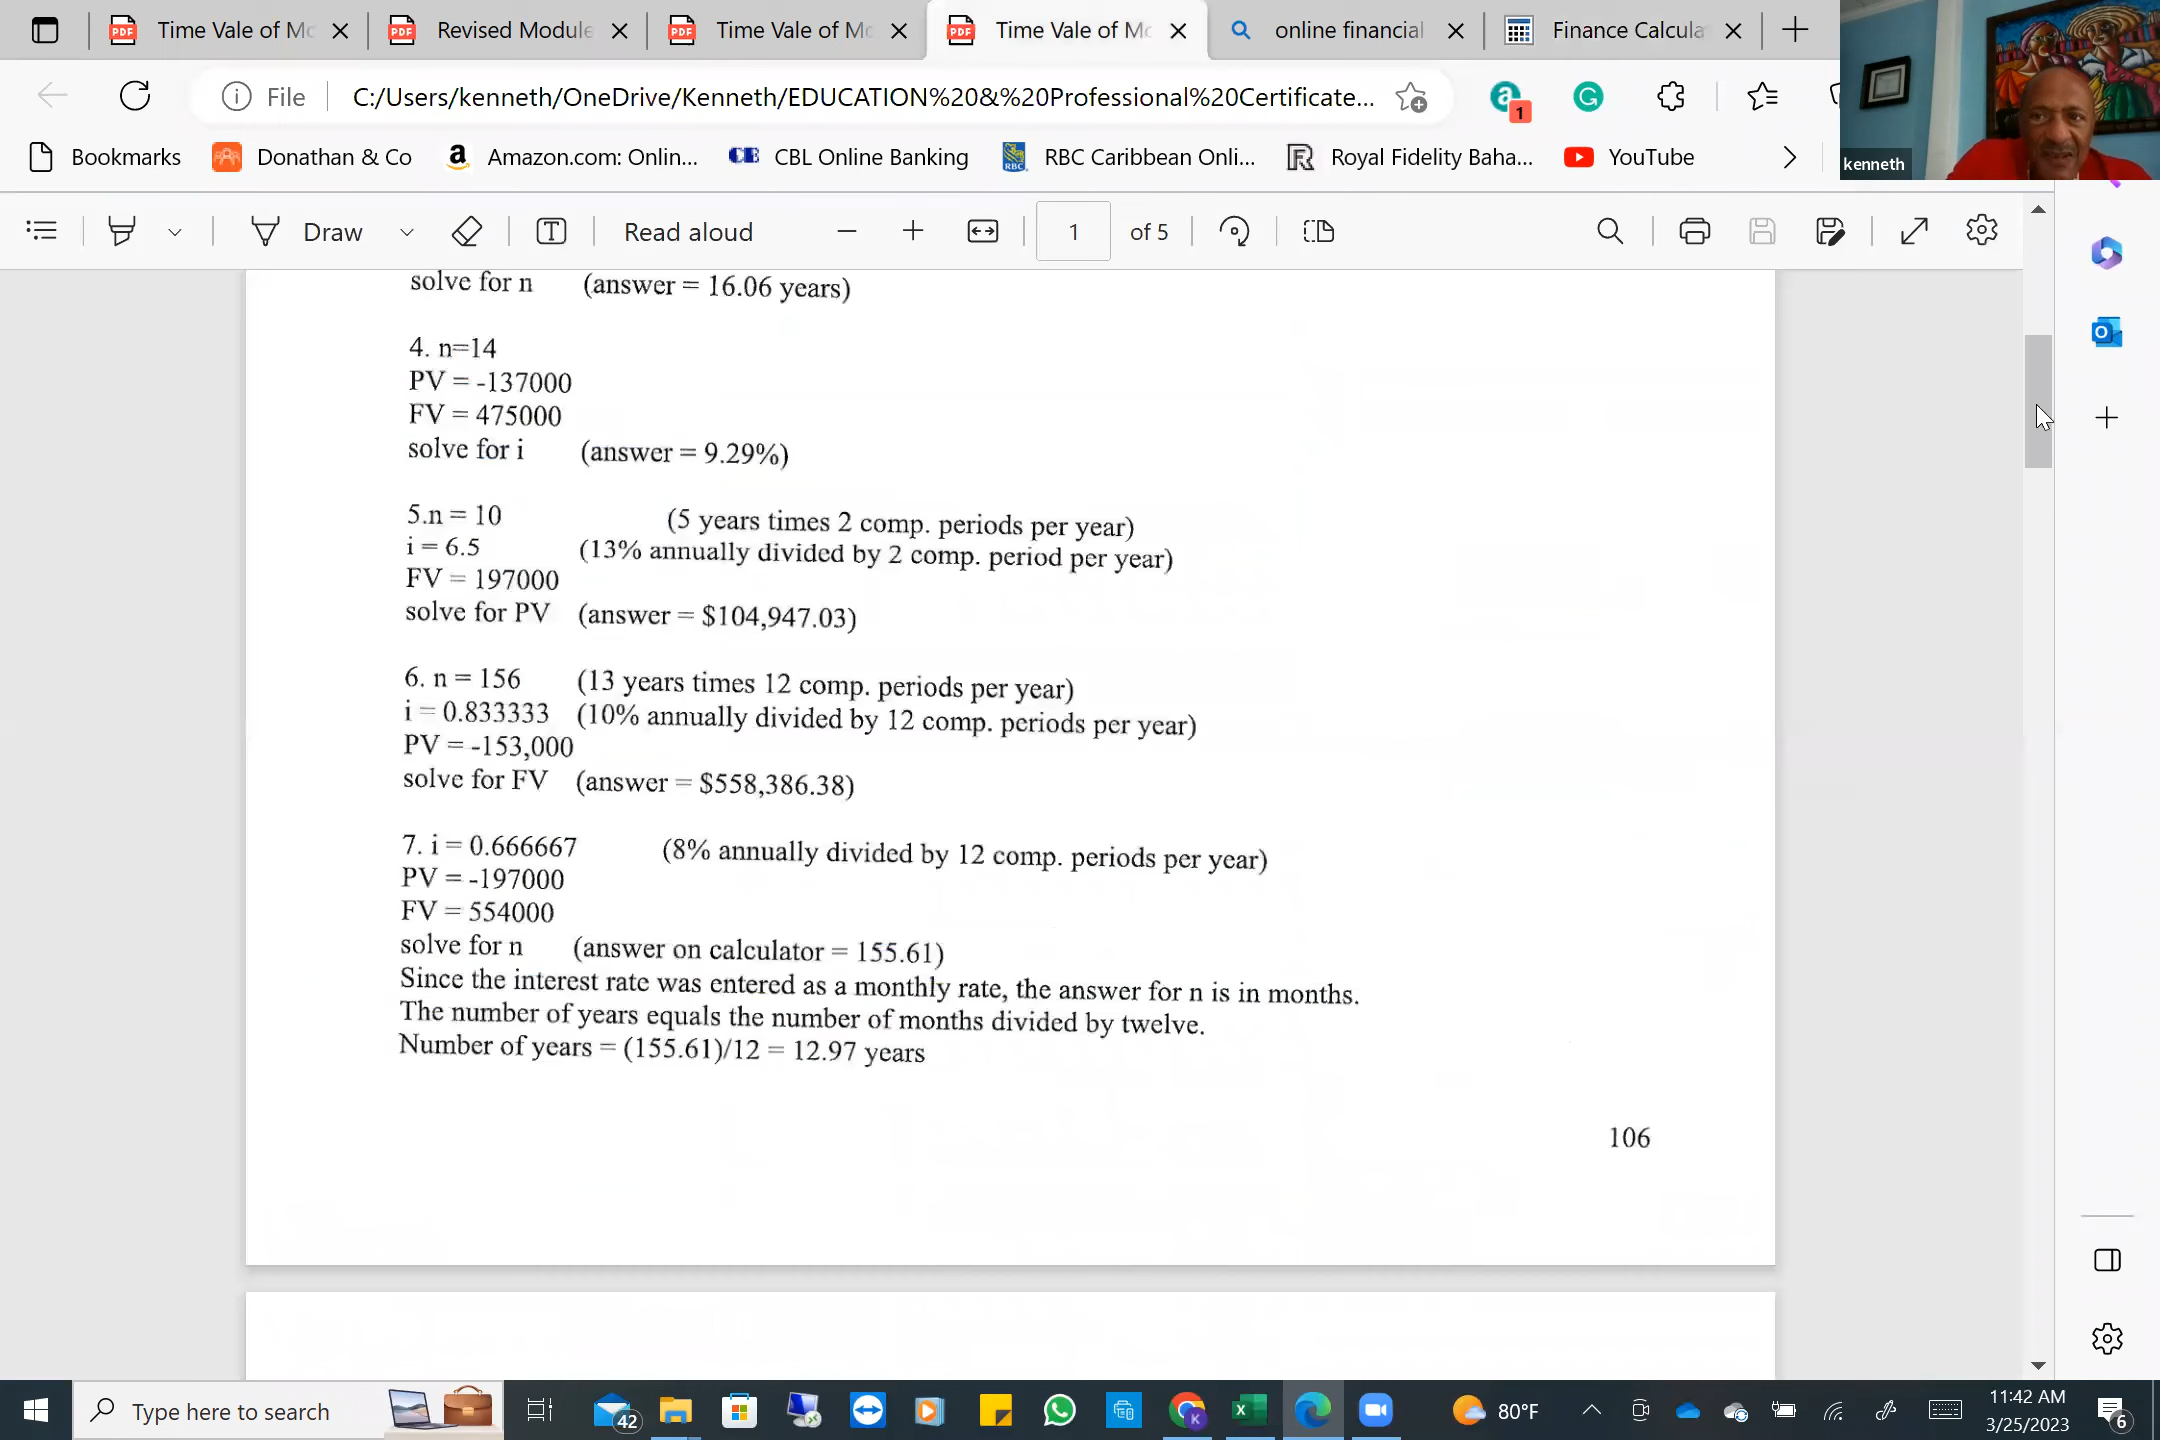 Time Vale of Mo
Revised Module
Time Vale of Mo
Time Vale of Mo
online financial
Finance Calcula
File
C:/Users/kenneth/OneDrive/Kenneth/EDUCATION%20&%20Professional%20Certificate...
a
1
G
kenneth
Bookmarks
Donathan & Co
a
Amazon.com: Onlin...
CB
CBL Online Banking
RBC
RBC Caribbean Onli...
Royal Fidelity Baha...
YouTube
Draw
T
Read aloud
1
of 5
solve for n (answer = 16.06 years)
4. n=14
PV = -137000
FV = 475000
solve for i (answer = 9.29%)
5.n = 10 (5 years times 2 comp. periods per year)
i = 6.5 (13% annually divided by 2 comp. period per year)
FV = 197000
solve for PV (answer = $104,947.03)
6. n = 156 (13 years times 12 comp. periods per year)
i = 0.833333 (10% annually divided by 12 comp. periods per year)
PV = -153,000
solve for FV (answer = $558,386.38)
7. i = 0.666667 (8% annually divided by 12 comp. periods per year)
PV = -197000
FV = 554000
solve for n (answer on calculator = 155.61)
Since the interest rate was entered as a monthly rate, the answer for n is in months.
The number of years equals the number of months divided by twelve.
Number of years = (155.61)/12 = 12.97 years
106
Type here to search
42
K
80°F
11:42 AM
3/25/2023
6